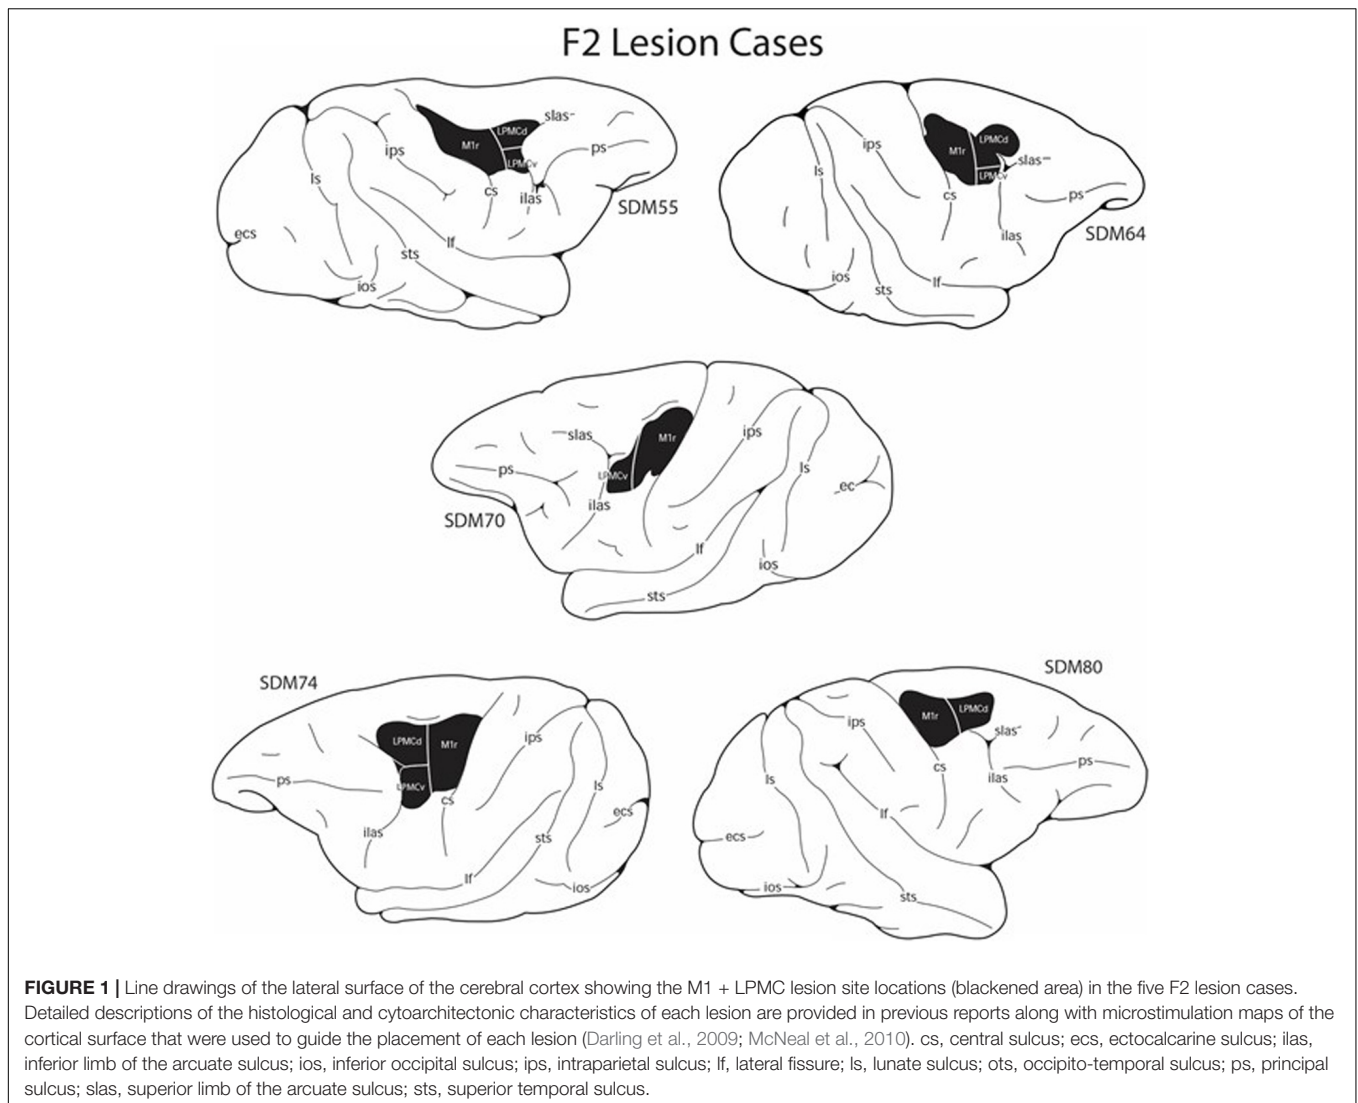 F2 Lesion Cases
slas
LPMCd
M1r
LPMCv
ips
ps
ls
cs
ilas
SDM55
ecs
lf
sts
ios
LPMCd
ips
M1r
slas
ls
LPMCv
cs
ps
SDM64
ilas
ios
lf
sts
slas
M1r
ips
ps
LPMCv
ls
ec
ilas
SDM70
lf
ios
sts
SDM74
LPMCd
M1r
ips
ps
LPMCv
ls
cs
ecs
ilas
sts
lf
ios
SDM80
M1r
LPMCd
ips
slas
ps
cs
ls
ilas
lf
ecs
ios
sts
FIGURE 1 | Line drawings of the lateral surface of the cerebral cortex showing the M1 + LPMC lesion site locations (blackened area) in the five F2 lesion cases.
Detailed descriptions of the histological and cytoarchitectonic characteristics of each lesion are provided in previous reports along with microstimulation maps of the
cortical surface that were used to guide the placement of each lesion (Darling et al., 2009; McNeal et al., 2010). cs, central sulcus; ecs, ectocalcarine sulcus; ilas,
inferior limb of the arcuate sulcus; ios, inferior occipital sulcus; ips, intraparietal sulcus; lf, lateral fissure; ls, lunate sulcus; ots, occipito-temporal sulcus; ps, principal
sulcus; slas, superior limb of the arcuate sulcus; sts, superior temporal sulcus.